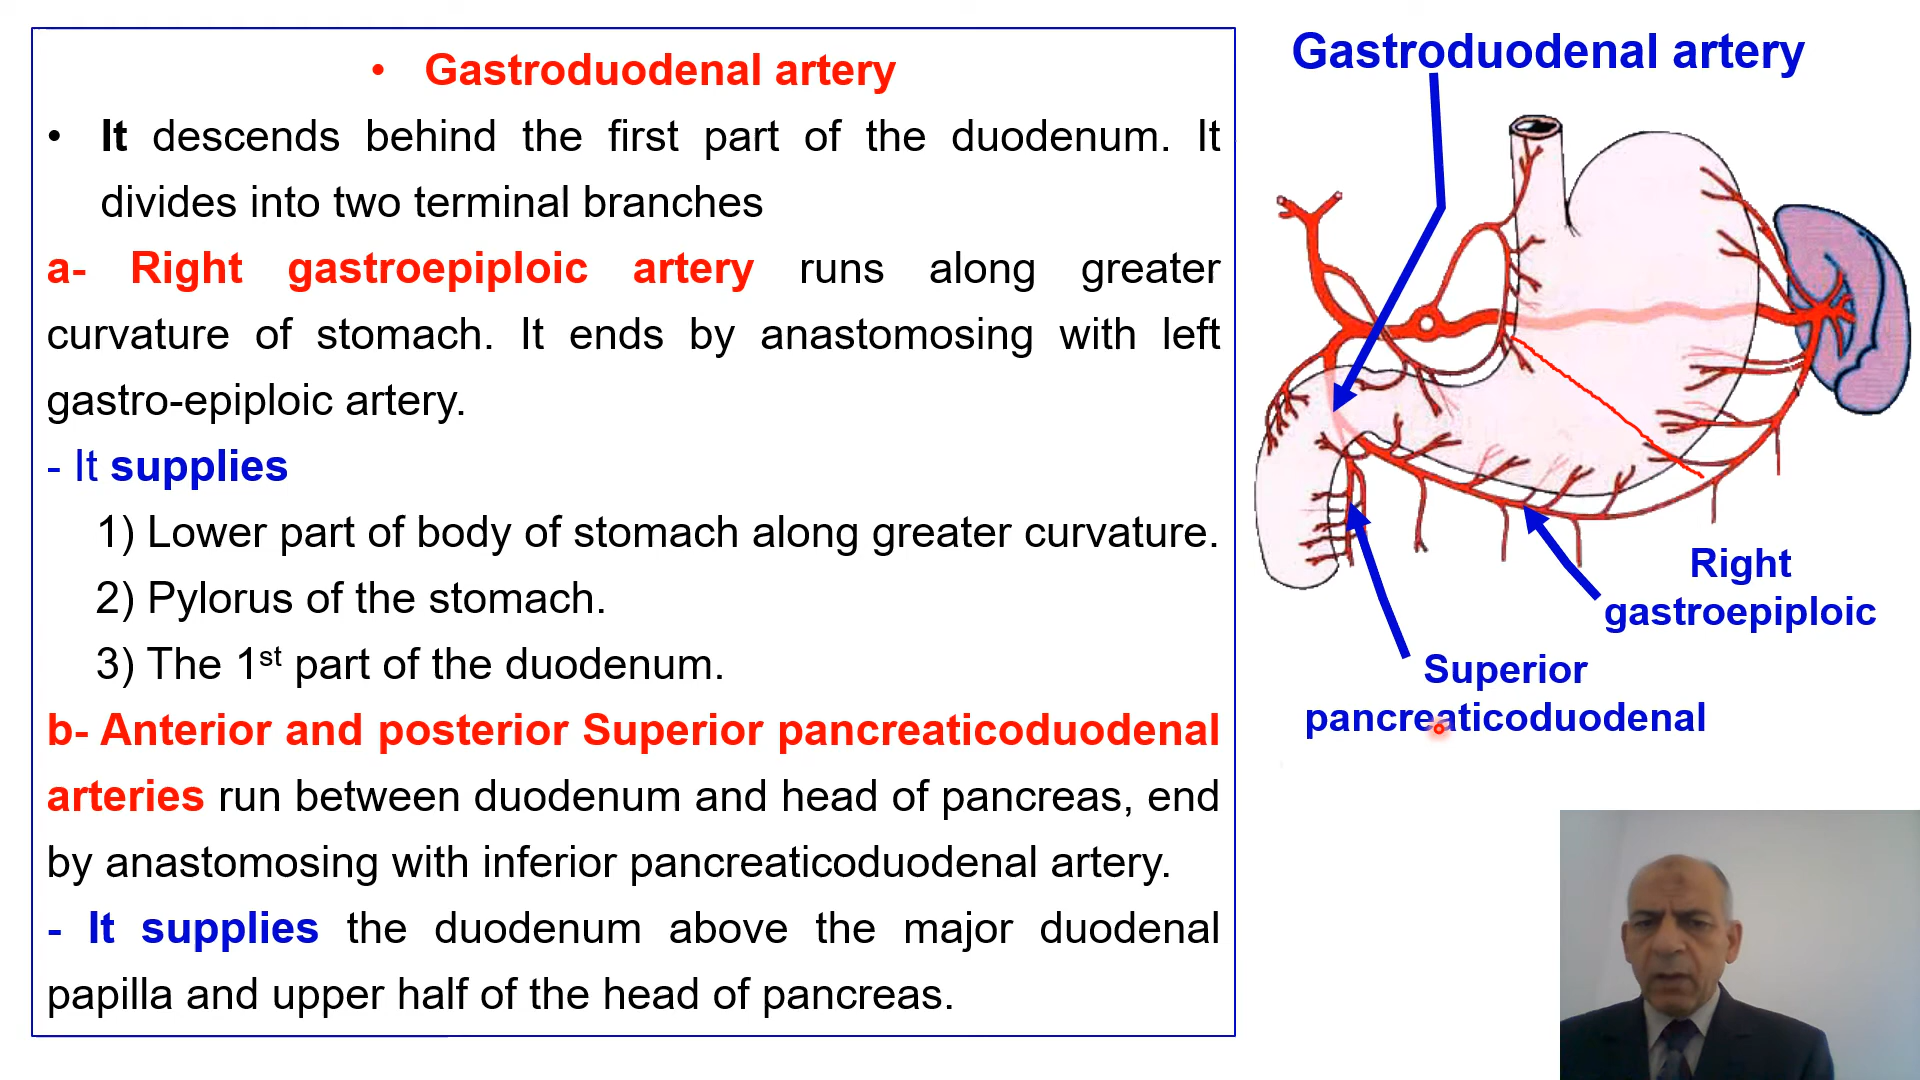 • Gastroduodenal artery
• It descends behind the first part of the duodenum. It
divides into two terminal branches
a- Right gastroepiploic artery runs along greater
curvature of stomach. It ends by anastomosing with left
gastro-epiploic artery.
- It supplies
1) Lower part of body of stomach along greater curvature.
2) Pylorus of the stomach.
3) The 1st part of the duodenum.
b- Anterior and posterior Superior pancreaticoduodenal
arteries run between duodenum and head of pancreas, end
by anastomosing with inferior pancreaticoduodenal artery.
- It supplies the duodenum above the major duodenal
papilla and upper half of the head of pancreas.
Gastroduodenal artery
Right
gastroepiploic
Superior
pancreaticoduodenal